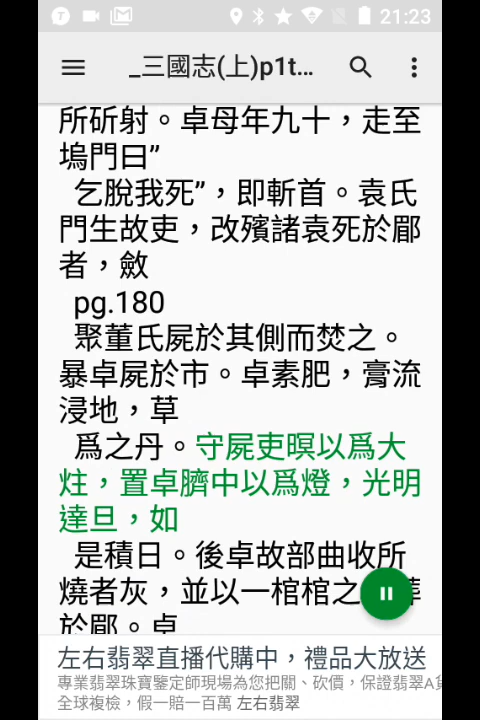 21:23
_三國志(上)p1t...
所斫射。卓母年九十，走至
塢門曰”
乞脫我死”，即斬首。袁氏
門生故吏，改殯諸袁死於郿
者，斂
pg.180
聚董氏屍於其側而焚之。
暴卓屍於市。卓素肥，膏流
浸地，草
爲之丹。守屍吏暝以爲大
炷，置卓臍中以爲燈，光明
達旦，如
是積日。後卓故部曲收所
燒者灰，並以一棺棺之
於郿。卓
左右翡翠直播代購中，禮品大放送
專業翡翠珠寶鑒定師現場為您把關、砍價，保證翡翠A貨
全球複檢，假一賠一百萬 左右翡翠